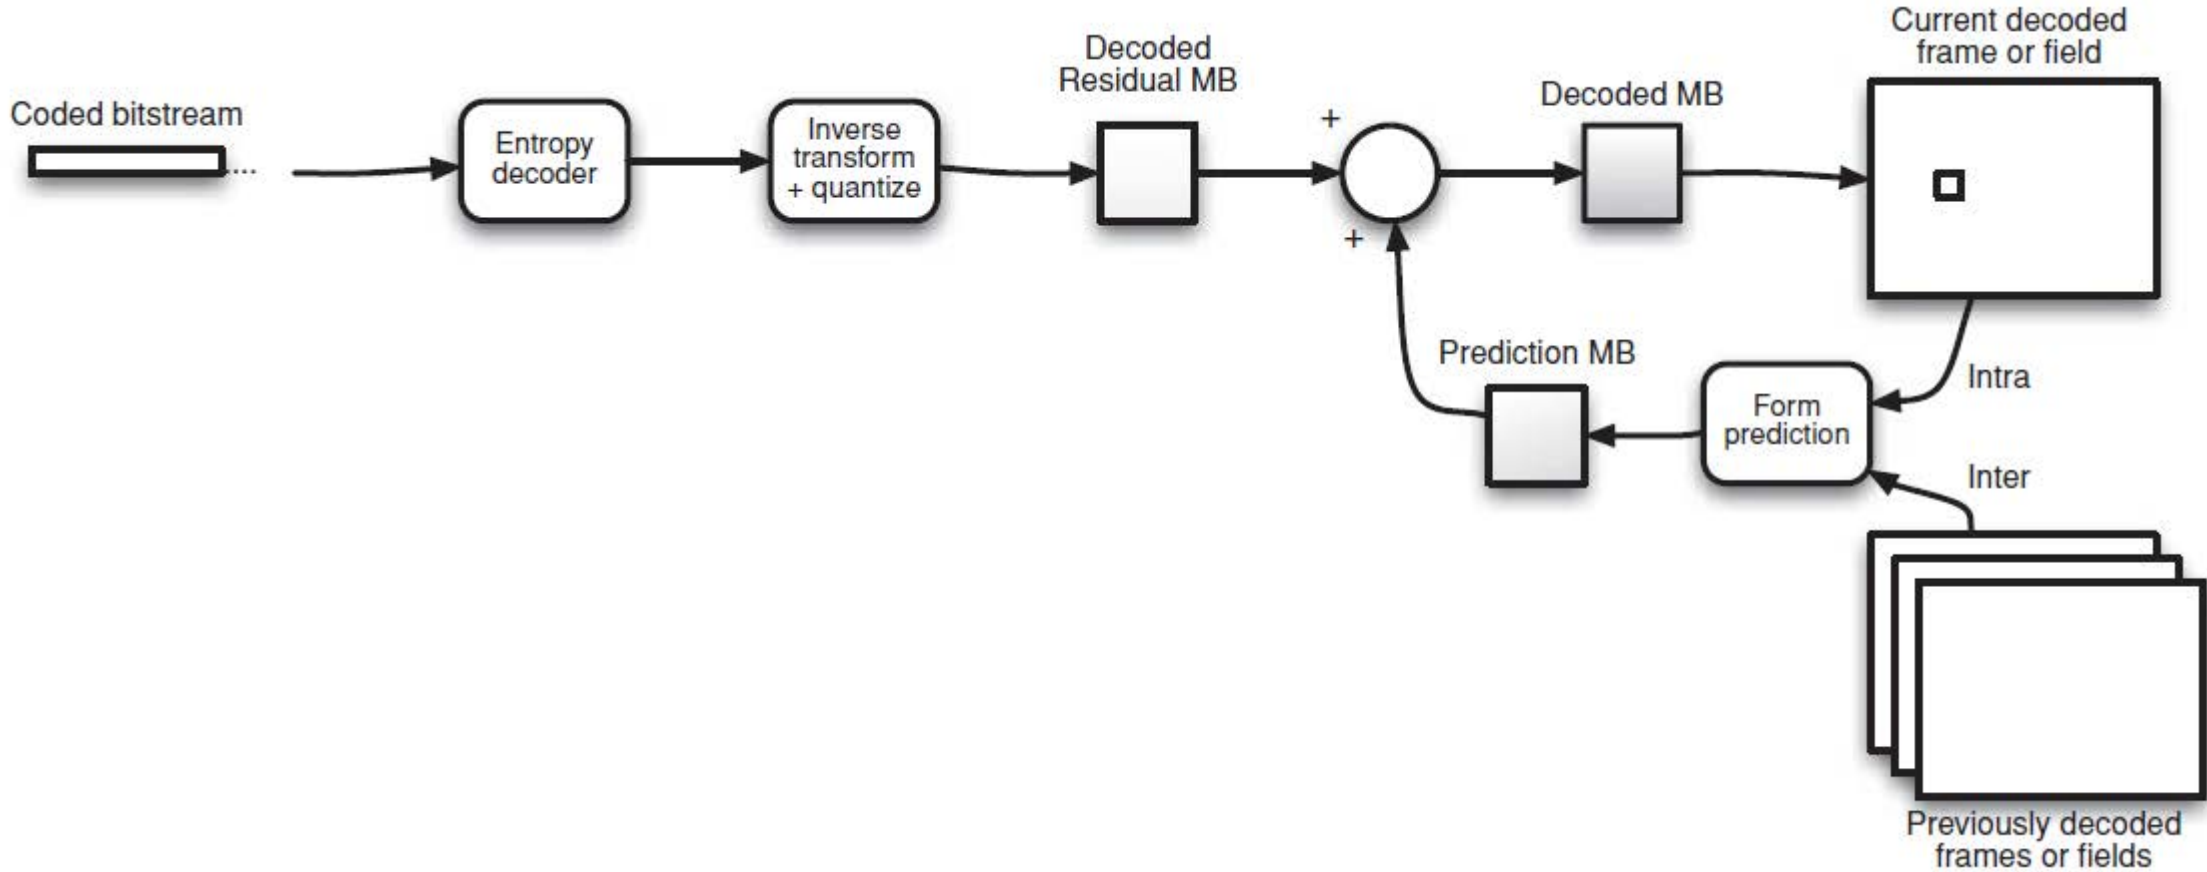 Coded bitstream
....
Entropy
decoder
Inverse
transform
+ quantize
Decoded
Residual MB
+
+
Decoded MB
Current decoded
frame or field
Prediction MB
Form
prediction
Intra
Inter
Previously decoded
frames or fields